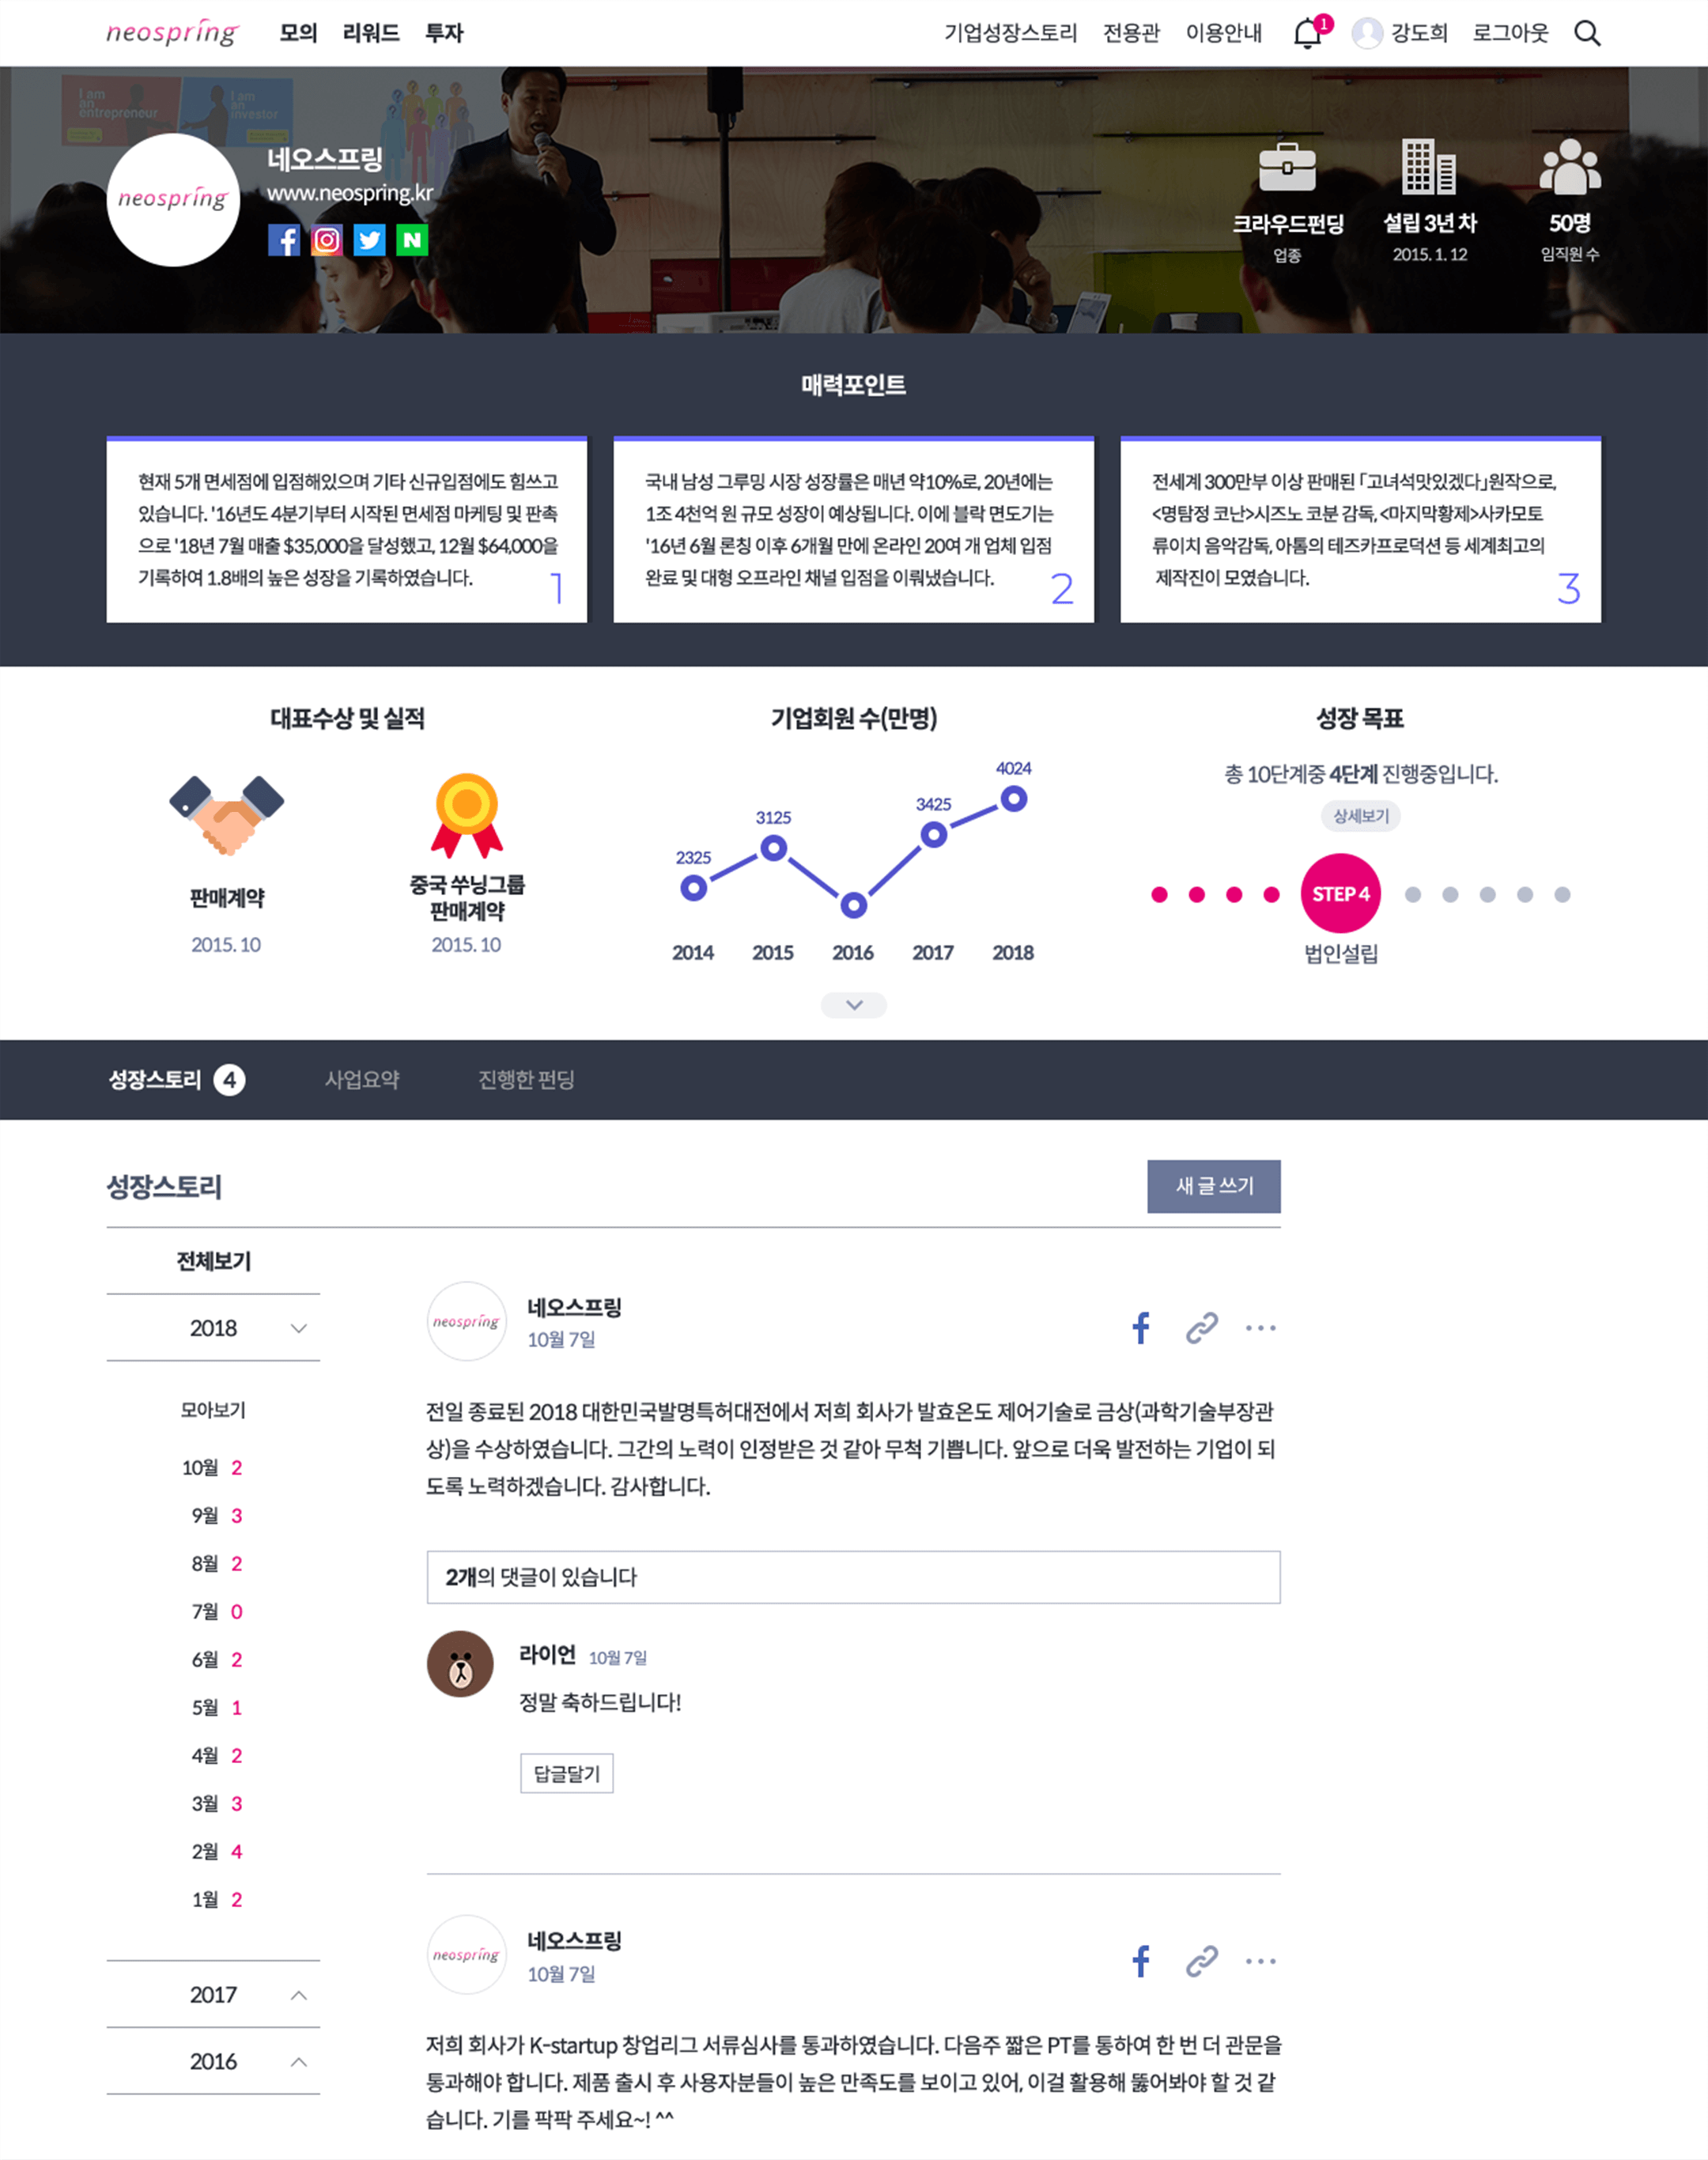 neospring 모의 리워드 투자 기업성장스토리 전용관 이용안내 1 강도희 로그아웃
I am an entrepreneur
I am an investor
neospring
네오스프링
www.neospring.kr
N
크라우드펀딩
업종
설립 3년 차
2015. 1. 12
50명
임직원 수
매력포인트
현재 5개 면세점에 입점해있으며 기타 신규입점에도 힘쓰고
있습니다. '16년도 4분기부터 시작된 면세점 마케팅 및 판촉
으로 '18년 7월 매출 $35,000을 달성했고, 12월 $64,000을
기록하여 1.8배의 높은 성장을 기록하였습니다.
1
국내 남성 그루밍 시장 성장률은 매년 약10%로, 20년에는
1조 4천억 원 규모 성장이 예상됩니다. 이에 블락 면도기는
'16년 6월 론칭 이후 6개월 만에 온라인 20여 개 업체 입점
완료 및 대형 오프라인 채널 입점을 이뤄냈습니다.
2
전세계 300만부 이상 판매된 「고녀석맛있겠다」원작으로,
<명탐정 코난>시즈노 코분 감독, <마지막황제>사카모토
류이치 음악감독, 아톰의 테즈카프로덕션 등 세계최고의
제작진이 모였습니다.
3
대표수상 및 실적
판매계약
2015. 10
중국 쑤닝그룹
판매계약
2015. 10
기업회원 수(만명)
2325
3125
3425
4024
2014 2015 2016 2017 2018
성장 목표
총 10단계중 4단계 진행중입니다.
상세보기
STEP 4
법인설립
성장스토리 4 사업요약 진행한 펀딩
성장스토리
새 글 쓰기
전체보기
2018
모아보기
10월 2
9월 3
8월 2
7월 0
6월 2
5월 1
4월 2
3월 3
2월 4
1월 2
2017
2016
neospring
네오스프링
10월 7일
전일 종료된 2018 대한민국발명특허대전에서 저희 회사가 발효온도 제어기술로 금상(과학기술부장관
상)을 수상하였습니다. 그간의 노력이 인정받은 것 같아 무척 기쁩니다. 앞으로 더욱 발전하는 기업이 되
도록 노력하겠습니다. 감사합니다.
2개의 댓글이 있습니다
라이언 10월 7일
정말 축하드립니다!
답글달기
neospring
네오스프링
10월 7일
저희 회사가 K-startup 창업리그 서류심사를 통과하였습니다. 다음주 짧은 PT를 통하여 한 번 더 관문을
통과해야 합니다. 제품 출시 후 사용자분들이 높은 만족도를 보이고 있어, 이걸 활용해 뚫어봐야 할 것 같
습니다. 기를 팍팍 주세요~! ^^